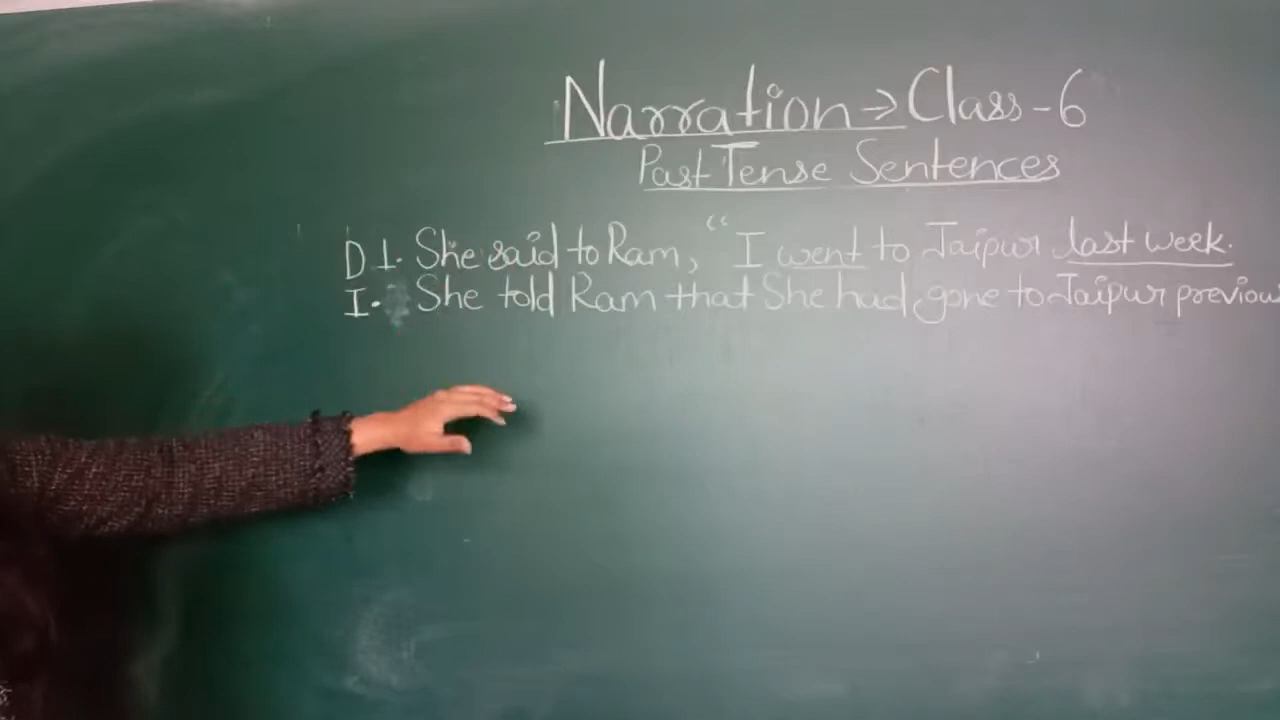 Narration → Class-6
Past Tense Sentences
D 1. She said to Ram, “I went to Jaipur last week.
I. She told Ram that She had gone to Jaipur previou